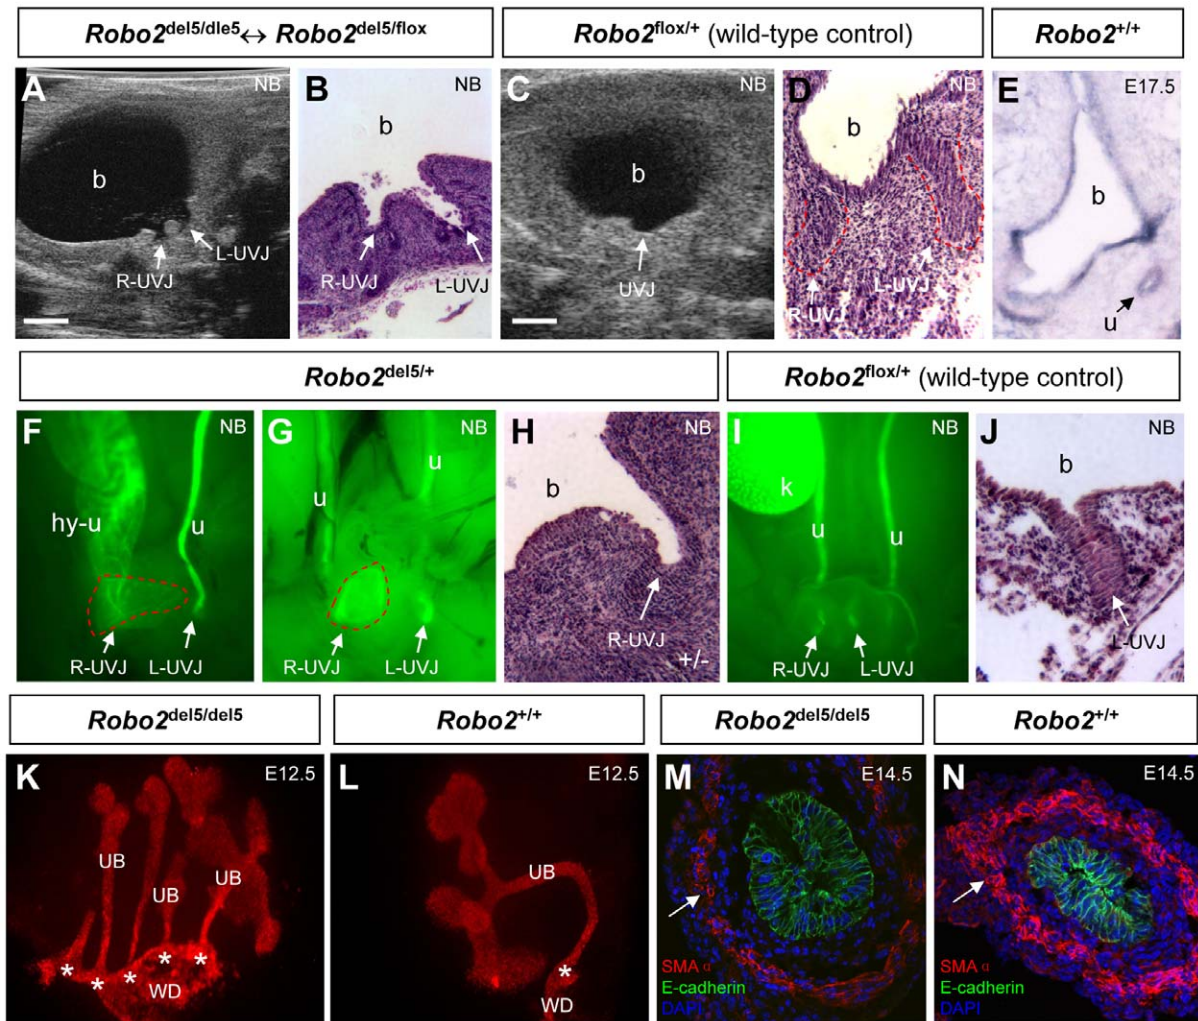 Robo2del5/dle5↔ Robo2del5/flox
Robo2flox/+ (wild-type control)
Robo2+/+
A NB
b
R-UVJ
L-UVJ
B NB
b
R-UVJ
L-UVJ
C NB
b
UVJ
D NB
b
R-UVJ
L-UVJ
E E17.5
b
u
Robo2del5/+
Robo2flox/+ (wild-type control)
F NB
hy-u
u
R-UVJ
L-UVJ
G NB
u
u
R-UVJ
L-UVJ
H NB
b
R-UVJ
+/-
I NB
k
u
u
R-UVJ
L-UVJ
J NB
b
L-UVJ
Robo2del5/del5
Robo2+/+
Robo2del5/del5
Robo2+/+
K E12.5
UB
UB
UB
* * * * *
WD
L E12.5
UB
*
WD
M E14.5
SMA α
E-cadherin
DAPI
N E14.5
SMA α
E-cadherin
DAPI